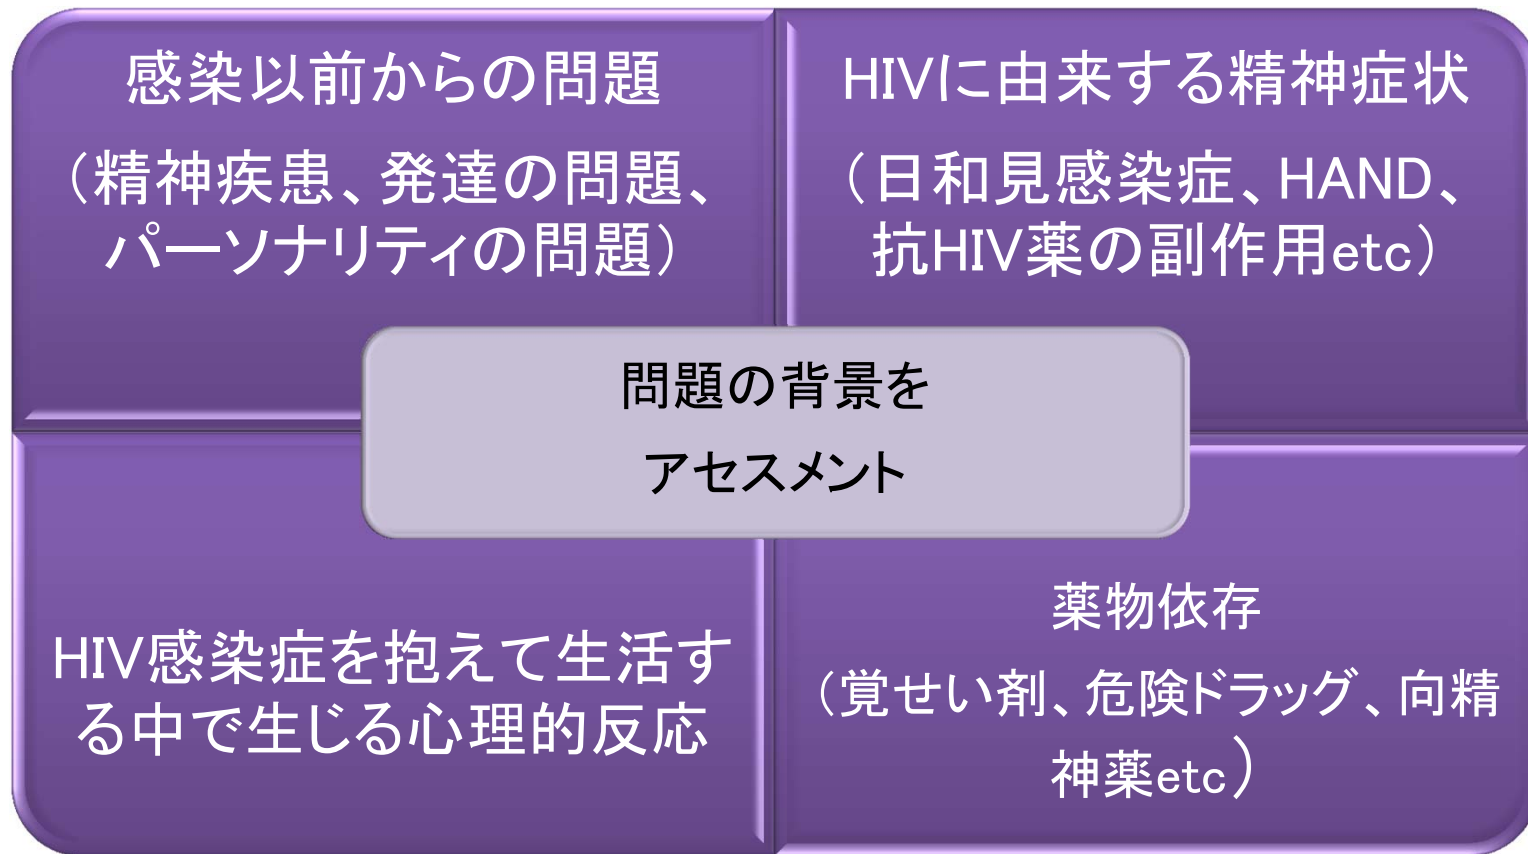 感染以前からの問題
（精神疾患、発達の問題、
パーソナリティの問題）
HIVに由来する精神症状
（日和見感染症、HAND、
抗HIV薬の副作用etc）
問題の背景を
アセスメント
HIV感染症を抱えて生活す
る中で生じる心理的反応
薬物依存
（覚せい剤、危険ドラッグ、向精
神薬etc）